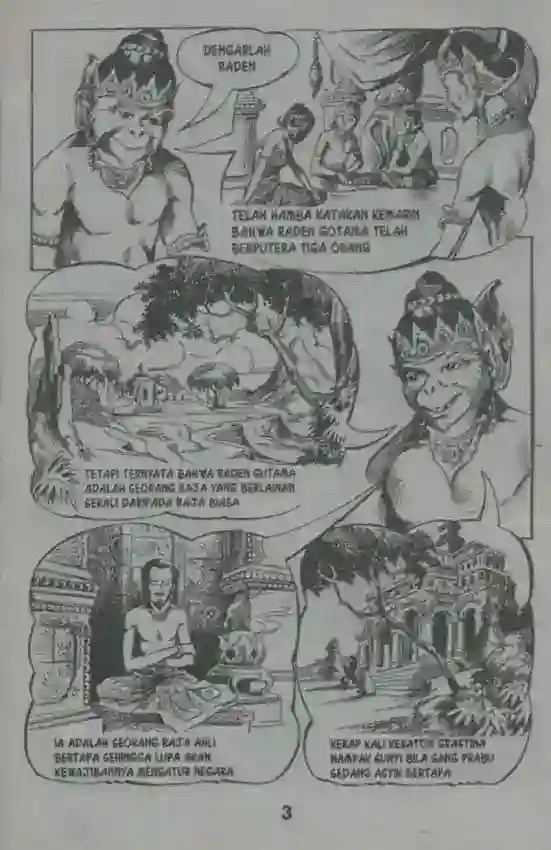 DENGARLAH
RADEN
TELAH HAMBA KATAKAN KEMARIN
BAHWA RADEN GOTAMA TELAH
BERPUTERA TIGA ORANG
TETAPI TERNYATA BAHWA RADEN GUTAMA
ADALAH SEORANG RAJA YANG BERLAINAN
SEKALI DARIPADA RAJA BIASA
IA ADALAH SEORANG RAJA AHLI
BERTAPA SEHINGGA LUPA AKAN
KEWAJIBANNYA MENGATUR NEGARA
KERAP KALI KERATON
NAMPAK SUNYI BILA SANG PRABU
SEDANG ASYIK BERTAPA
3